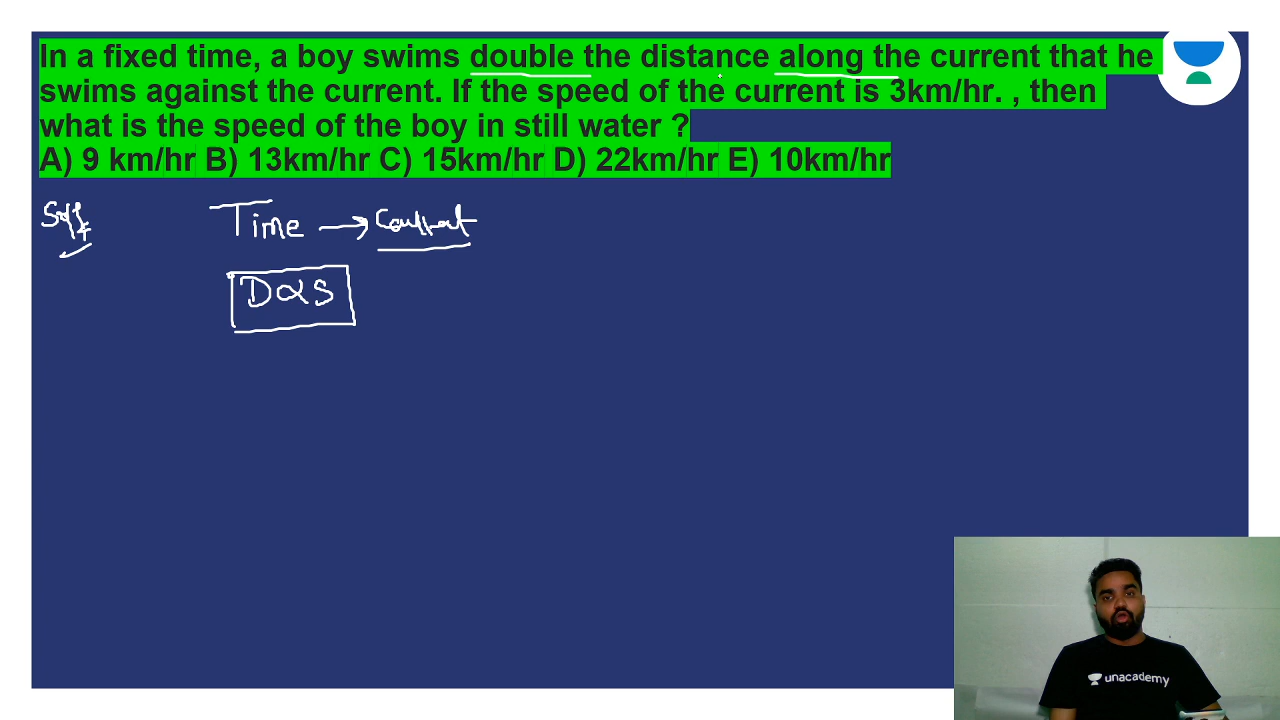 In a fixed time, a boy swims double the distance along the current that he
swims against the current. If the speed of the current is 3km/hr. , then
what is the speed of the boy in still water ?
A) 9 km/hr B) 13km/hr C) 15km/hr D) 22km/hr E) 10km/hr
Time →
D∝S
unacademy